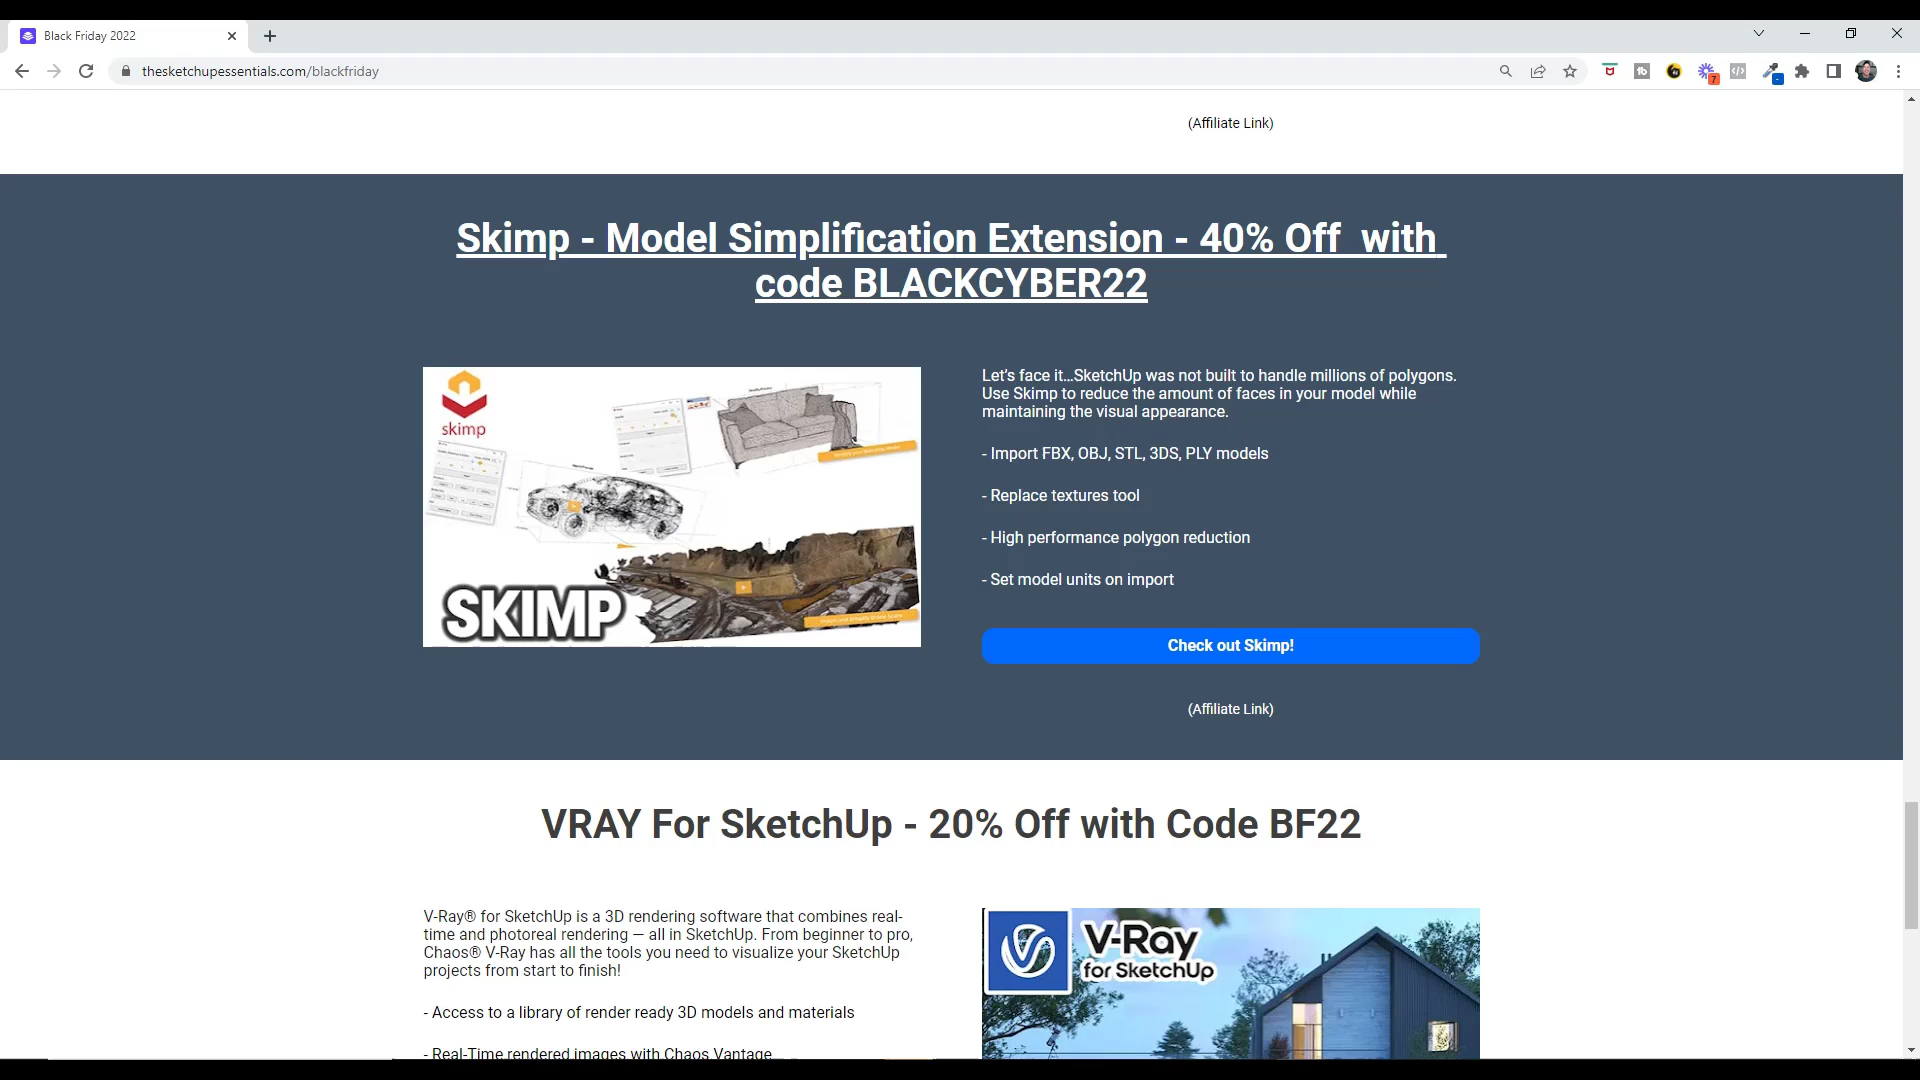 Black Friday 2022
thesketchupessentials.com/blackfriday
7
(Affiliate Link)
Skimp - Model Simplification Extension - 40% Off with
code BLACKCYBER22
skimp
SKIMP
Let's face it...SketchUp was not built to handle millions of polygons.
Use Skimp to reduce the amount of faces in your model while
maintaining the visual appearance.
- Import FBX, OBJ, STL, 3DS, PLY models
- Replace textures tool
- High performance polygon reduction
- Set model units on import
Check out Skimp!
(Affiliate Link)
VRAY For SketchUp - 20% Off with Code BF22
V-Ray® for SketchUp is a 3D rendering software that combines real-
time and photoreal rendering — all in SketchUp. From beginner to pro,
Chaos® V-Ray has all the tools you need to visualize your SketchUp
projects from start to finish!
- Access to a library of render ready 3D models and materials
- Real-Time rendered images with Chaos Vantage
V-Ray
for SketchUp